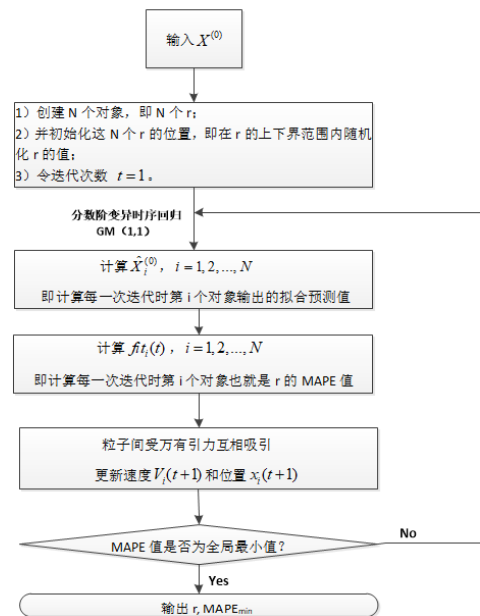 输入 X^(0)
1）创建 N 个对象，即 N 个 r；
2）并初始化这 N 个 r 的位置，即在 r 的上下界范围内随机
化 r 的值；
3）令迭代次数 t=1。
分数阶变异时序回归
GM（1,1）
计算 X̂_i^(0)，i=1,2,...,N
即计算每一次迭代时第 i 个对象输出的拟合预测值
计算 fit_i(t)，i=1,2,...,N
即计算每一次迭代时第 i 个对象也就是 r 的 MAPE 值
粒子间受万有引力互相吸引
更新速度 V_i(t+1) 和位置 x_i(t+1)
MAPE 值是否为全局最小值？
No
Yes
输出 r, MAPE_min